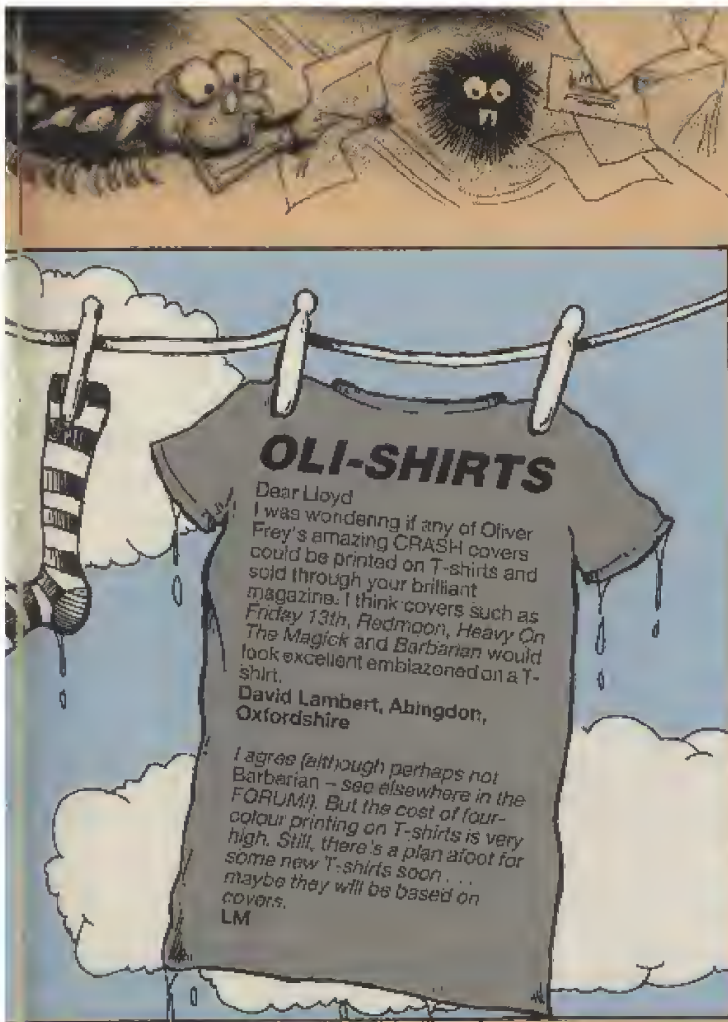 LM
OLI-SHIRTS
Dear Lloyd
I was wondering if any of Oliver
Frey's amazing CRASH covers
could be printed on T-shirts and
sold through your brilliant
magazine. I think covers such as
Friday 13th, Redmoon, Heavy On
The Magick and Barbarian would
look excellent emblazoned on a T-
shirt.
David Lambert, Abingdon,
Oxfordshire
I agree (although perhaps not
Barbarian – see elsewhere in the
FORUM!). But the cost of four-
colour printing on T-shirts is very
high. Still, there's a plan afoot for
some new T-shirts soon . . .
maybe they will be based on
covers.
LM